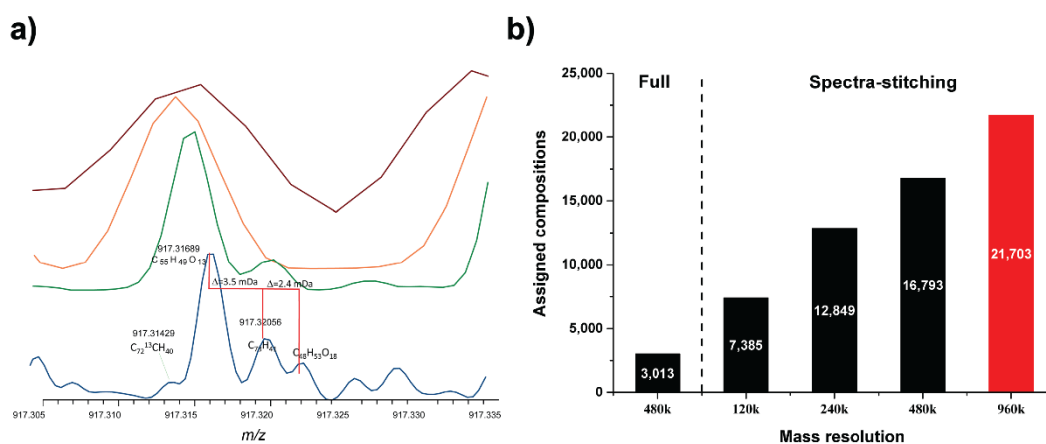 a)
917.31689
C₅₅H₄₉O₁₃
Δ=3.5 mDa
Δ=2.4 mDa
917.32056
917.31429
C₇₂¹³CH₄₀
C₇₃H₄₁
C₄₈H₅₃O₁₈
917.305 917.310 917.315 917.320 917.325 917.330 917.335
m/z
b)
Full Spectra-stitching
25,000
20,000
15,000
10,000
5,000
0
Assigned compositions
3,013
7,385
12,849
16,793
21,703
480k 120k 240k 480k 960k
Mass resolution